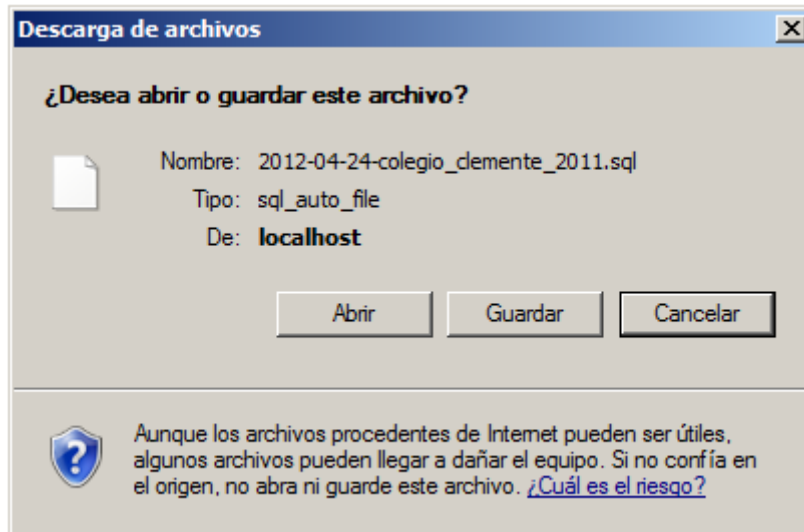 Descarga de archivos
¿Desea abrir o guardar este archivo?
Nombre: 2012-04-24-colegio_clemente_2011.sql
Tipo: sql_auto_file
De: localhost
Abrir Guardar Cancelar
Aunque los archivos procedentes de Internet pueden ser útiles,
algunos archivos pueden llegar a dañar el equipo. Si no confía en
el origen, no abra ni guarde este archivo. ¿Cuál es el riesgo?